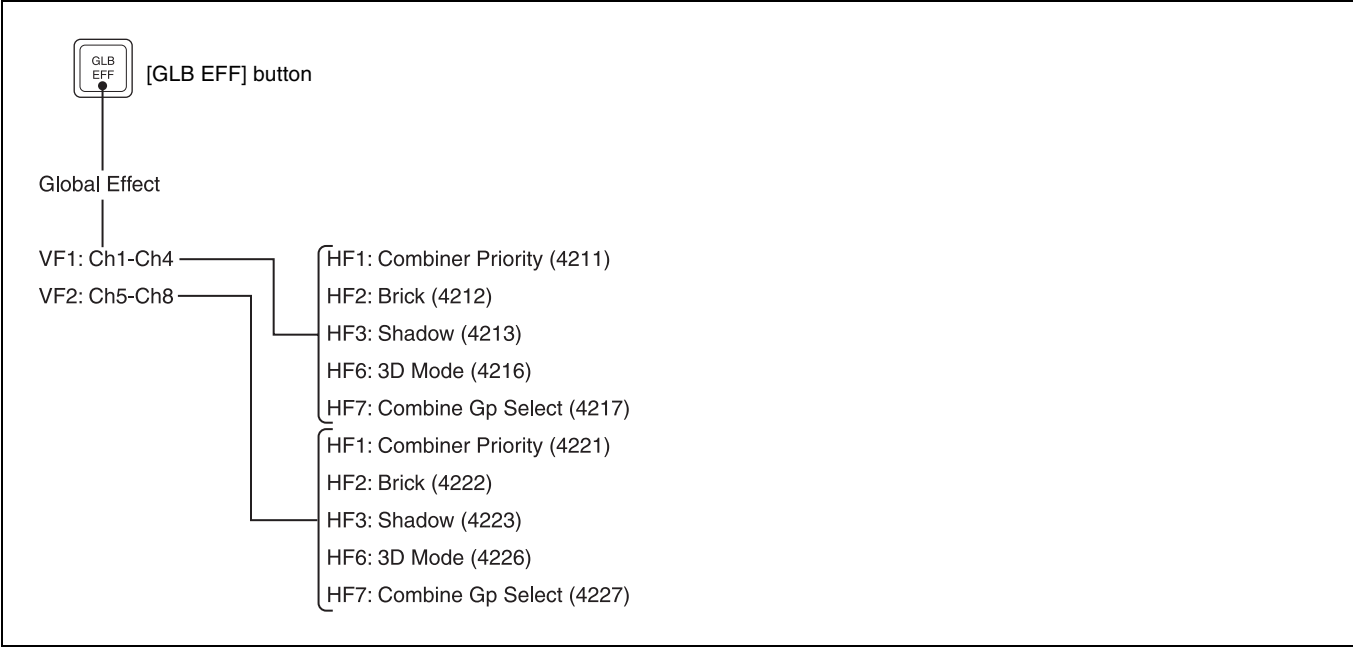 GLB
EFF
[GLB EFF] button
Global Effect
VF1: Ch1-Ch4
VF2: Ch5-Ch8
HF1: Combiner Priority (4211)
HF2: Brick (4212)
HF3: Shadow (4213)
HF6: 3D Mode (4216)
HF7: Combine Gp Select (4217)
HF1: Combiner Priority (4221)
HF2: Brick (4222)
HF3: Shadow (4223)
HF6: 3D Mode (4226)
HF7: Combine Gp Select (4227)